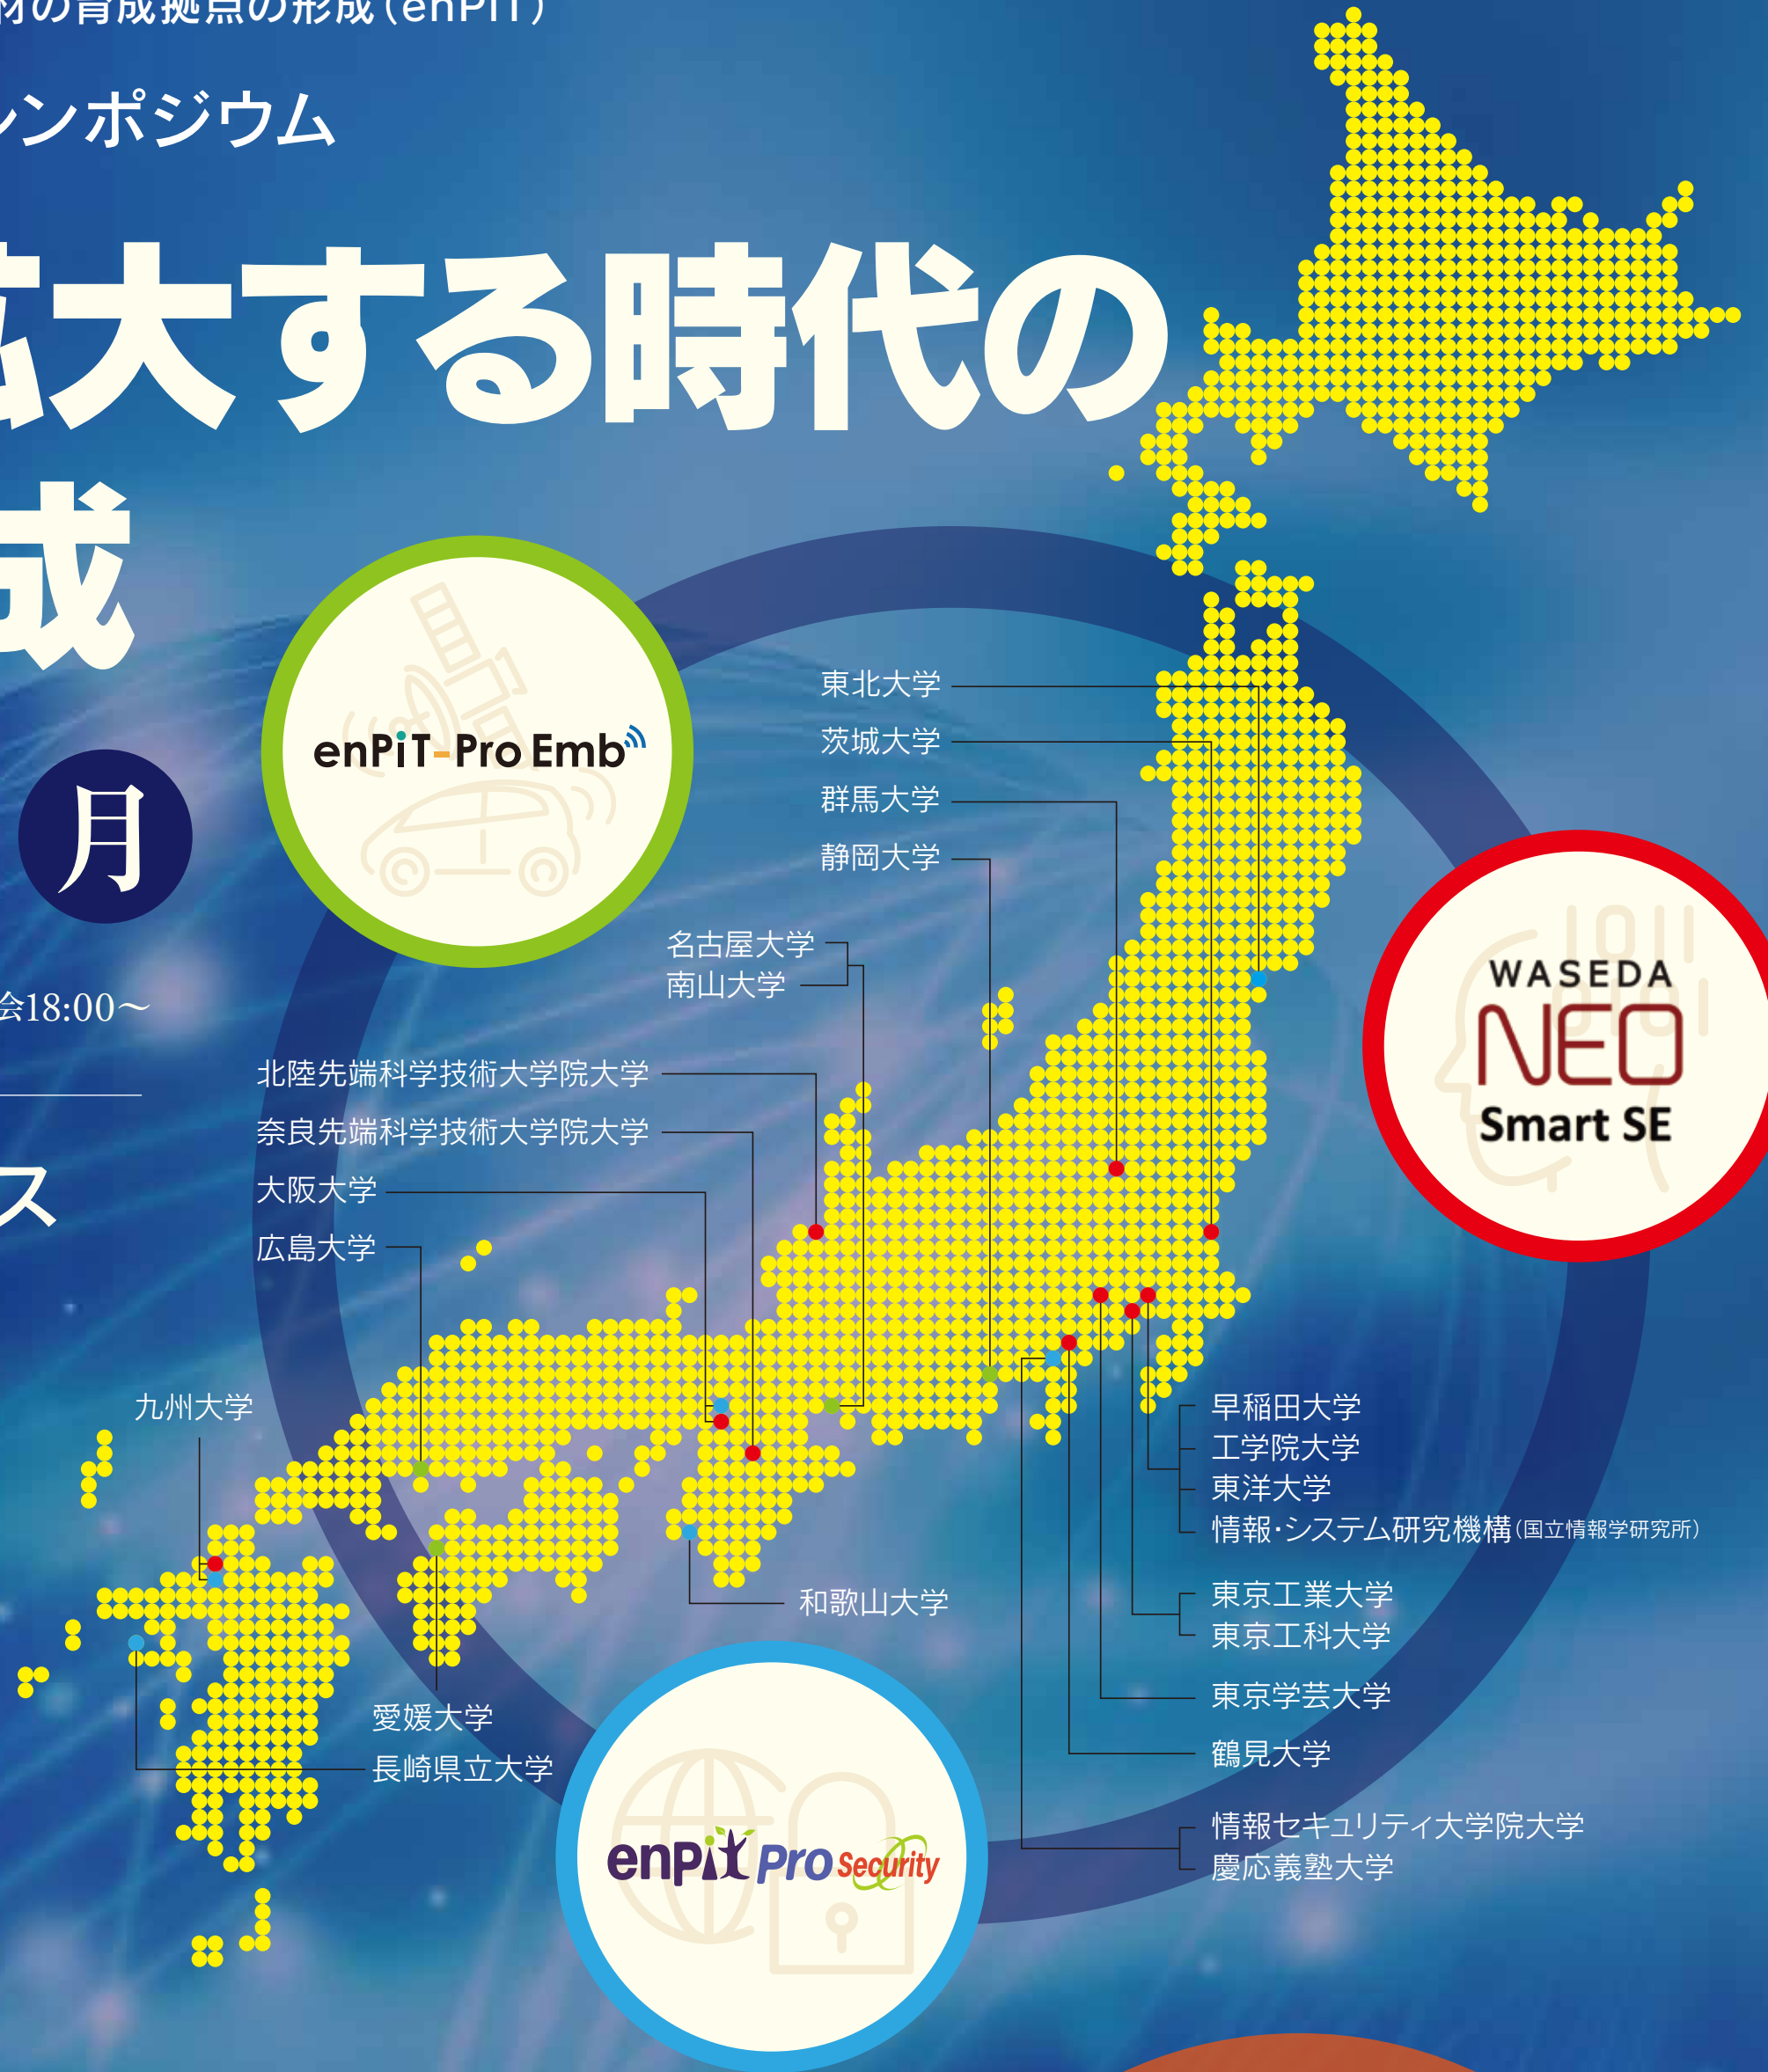 材の育成拠点の形成（enPiT）
シンポジウム
拡大する時代の
成
月
会18:00～
ス
enPiT-Pro Emb
東北大学
茨城大学
群馬大学
静岡大学
名古屋大学
南山大学
WASEDA
NEO
Smart SE
北陸先端科学技術大学院大学
奈良先端科学技術大学院大学
大阪大学
広島大学
九州大学
早稲田大学
工学院大学
東洋大学
情報・システム研究機構（国立情報学研究所）
和歌山大学
東京工業大学
東京工科大学
東京学芸大学
鶴見大学
愛媛大学
長崎県立大学
情報セキュリティ大学院大学
慶応義塾大学
enPiT Pro Security